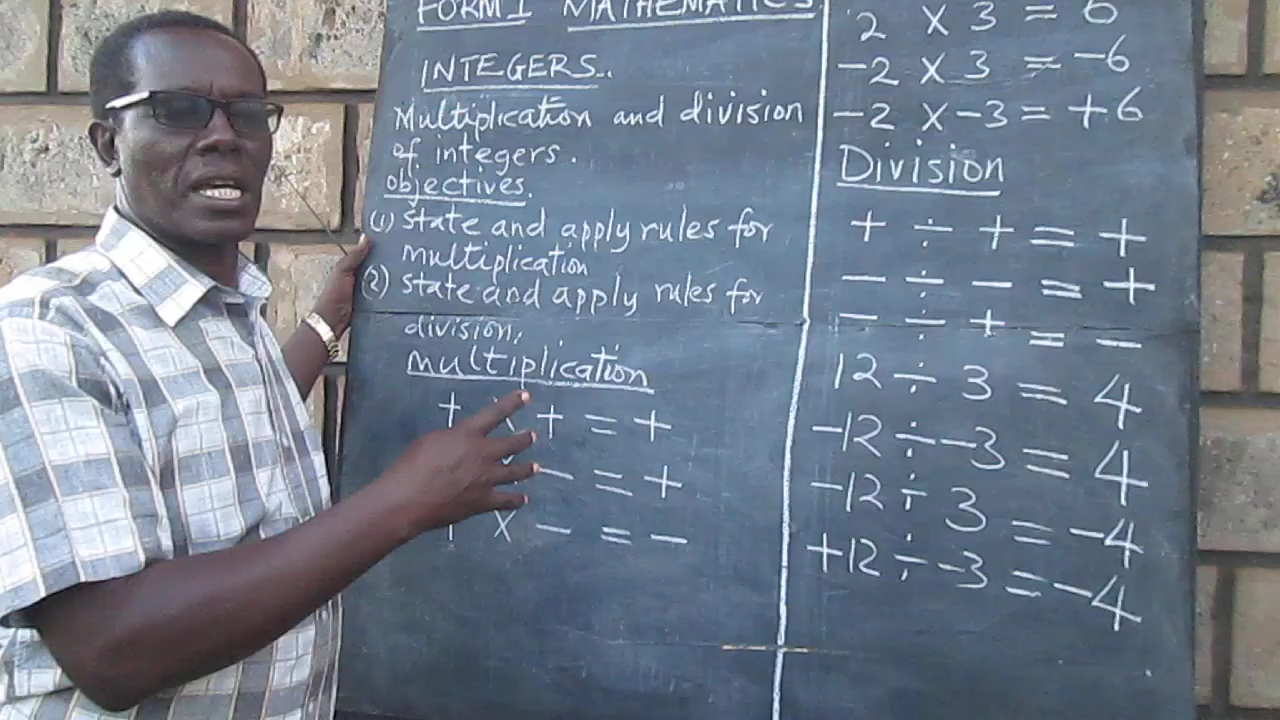 FORM I MATHEMATICS
INTEGERS..
Multiplication and division
of integers.
objectives.
(1) State and apply rules for
multiplication
(2) State and apply rules for
division,
Multiplication
+ × + = +
− = +
× − = −
2 × 3 = 6
−2 × 3 = −6
−2 × −3 = +6
Division
+ ÷ + = +
− ÷ − = +
− ÷ + = −
12 ÷ 3 = 4
−12 ÷ −3 = 4
−12 ÷ 3 = −4
+12 ÷ −3 = −4